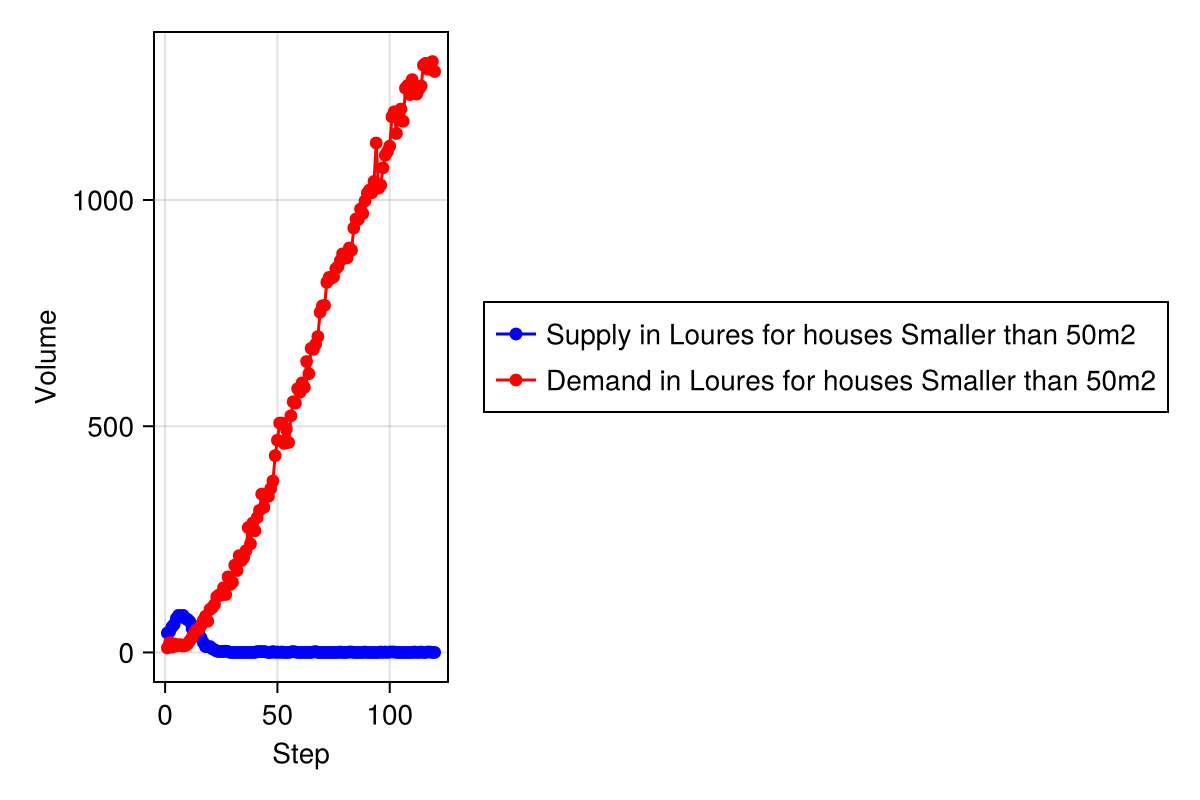 1000
500
0
Volume
0 50 100
Step
Supply in Loures for houses Smaller than 50m2
Demand in Loures for houses Smaller than 50m2